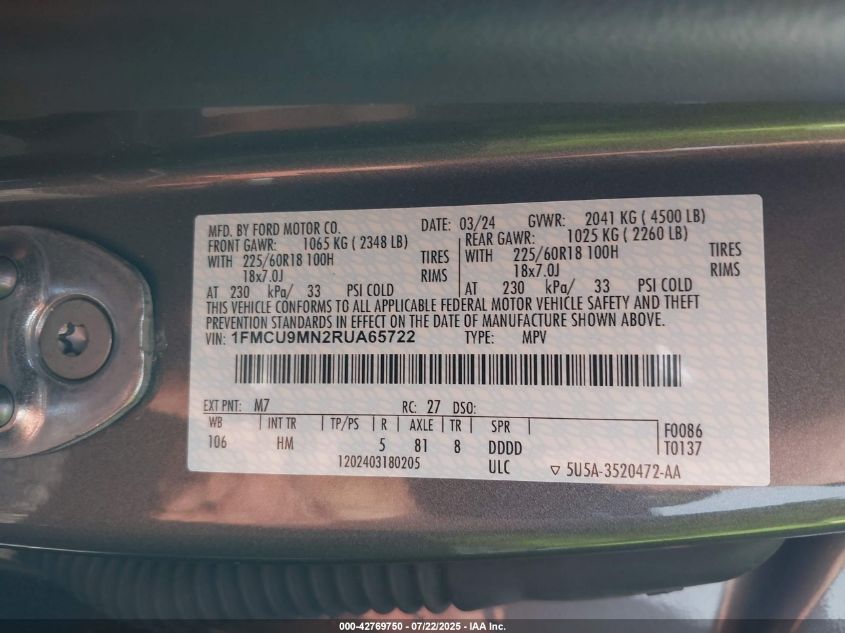 MFD. BY FORD MOTOR CO. DATE: 03/24 GVWR: 2041 KG ( 4500 LB)
FRONT GAWR: 1065 KG ( 2348 LB) REAR GAWR: 1025 KG ( 2260 LB)
WITH 225/60R18 100H TIRES WITH 225/60R18 100H TIRES
18x7.0J RIMS 18x7.0J RIMS
AT 230 kPa/ 33 PSI COLD AT 230 kPa/ 33 PSI COLD
THIS VEHICLE CONFORMS TO ALL APPLICABLE FEDERAL MOTOR VEHICLE SAFETY AND THEFT
PREVENTION STANDARDS IN EFFECT ON THE DATE OF MANUFACTURE SHOWN ABOVE.
VIN: 1FMCU9MN2RUA65722 TYPE: MPV
EXT PNT: M7 RC: 27 DSO:
WB INT TR TP/PS R AXLE TR SPR F0086
106 HM 5 81 8 DDDD T0137
1202403180205 ULC 5U5A-3520472-AA
000-42769750 - 07/22/2025 - IAA Inc.